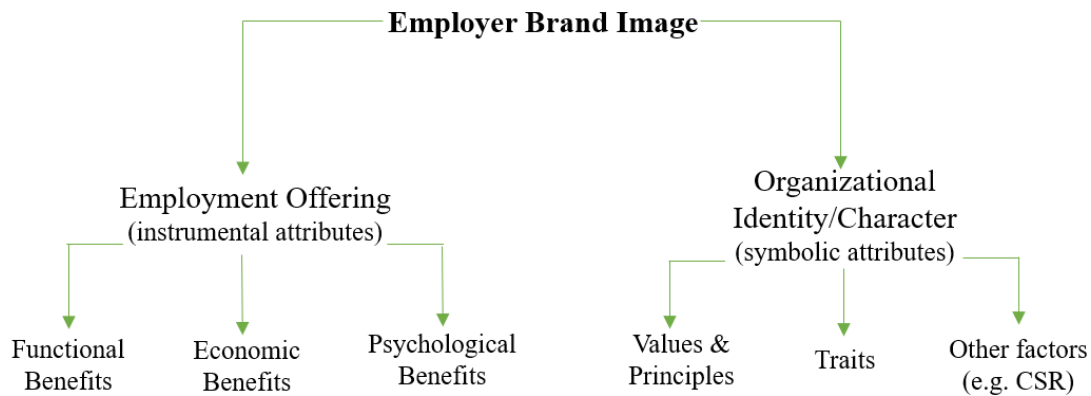 Employer Brand Image
Employment Offering
(instrumental attributes)
Organizational
Identity/Character
(symbolic attributes)
Functional
Benefits
Economic
Benefits
Psychological
Benefits
Values &
Principles
Traits
Other factors
(e.g. CSR)